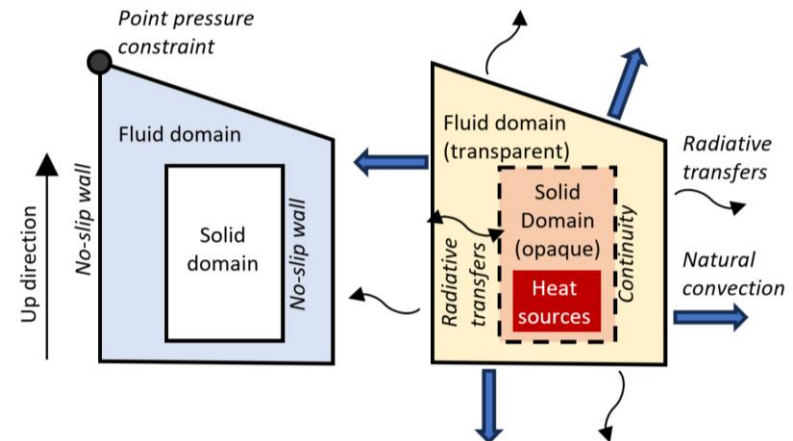 Point pressure
constraint
Fluid domain
No-slip wall
Solid
domain
No-slip wall
Up direction
Fluid domain
(transparent)
Solid
Domain
(opaque)
Heat
sources
Radiative
transfers
Continuity
Radiative
transfers
Natural
convection